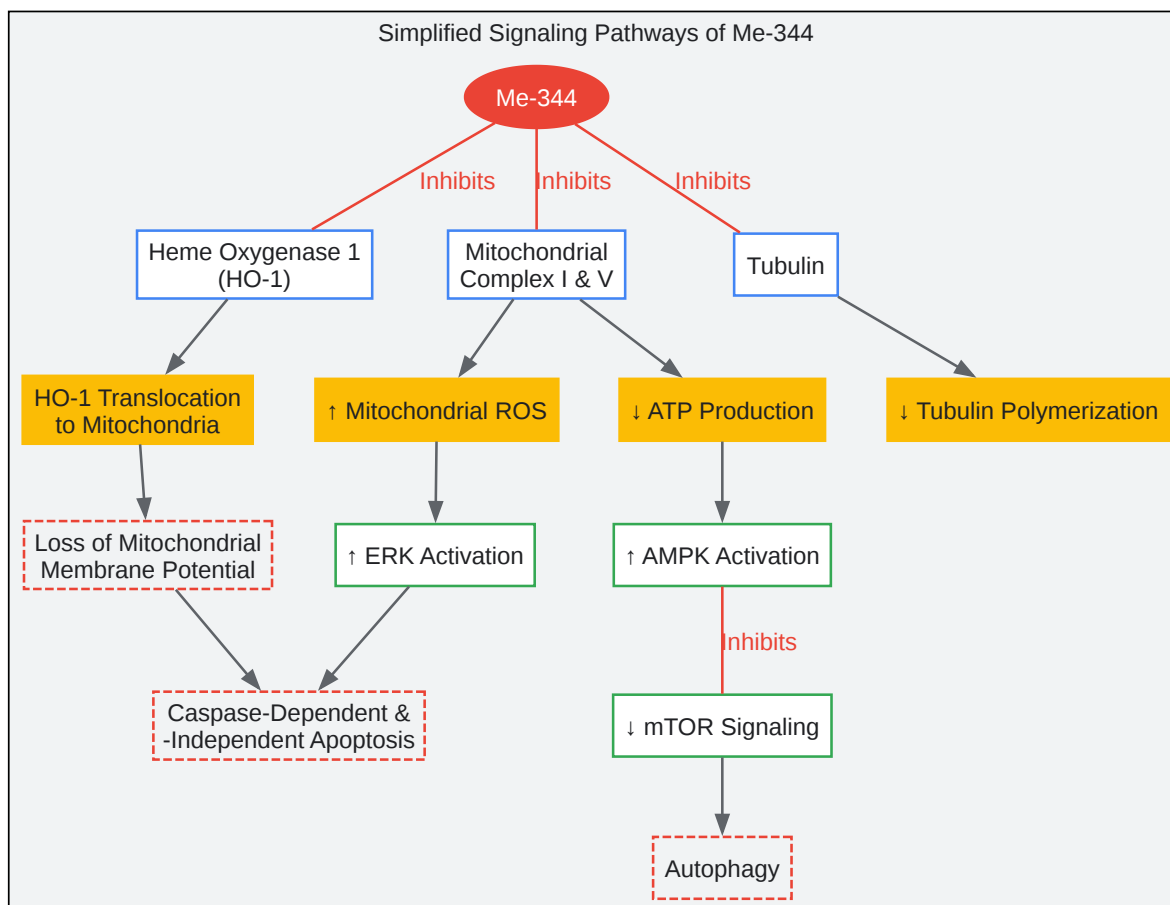 Simplified Signaling Pathways of Me-344
Me-344
Inhibits
Inhibits
Inhibits
Heme Oxygenase 1
(HO-1)
Mitochondrial
Complex I & V
Tubulin
HO-1 Translocation
to Mitochondria
↑ Mitochondrial ROS
↓ ATP Production
↓ Tubulin Polymerization
Loss of Mitochondrial
Membrane Potential
↑ ERK Activation
↑ AMPK Activation
Inhibits
Caspase-Dependent &
-Independent Apoptosis
↓ mTOR Signaling
Autophagy